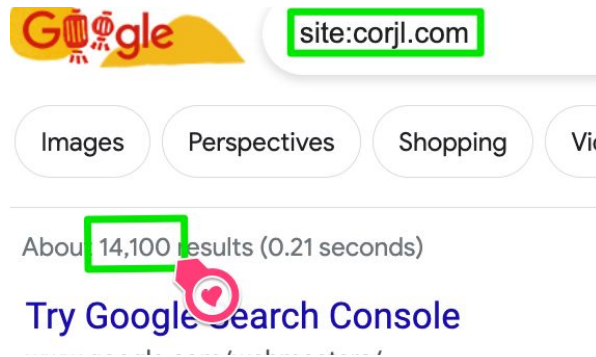 Google
site:corjl.com
Images
Perspectives
Shopping
About 14,100 results (0.21 seconds)
Try Google Search Console